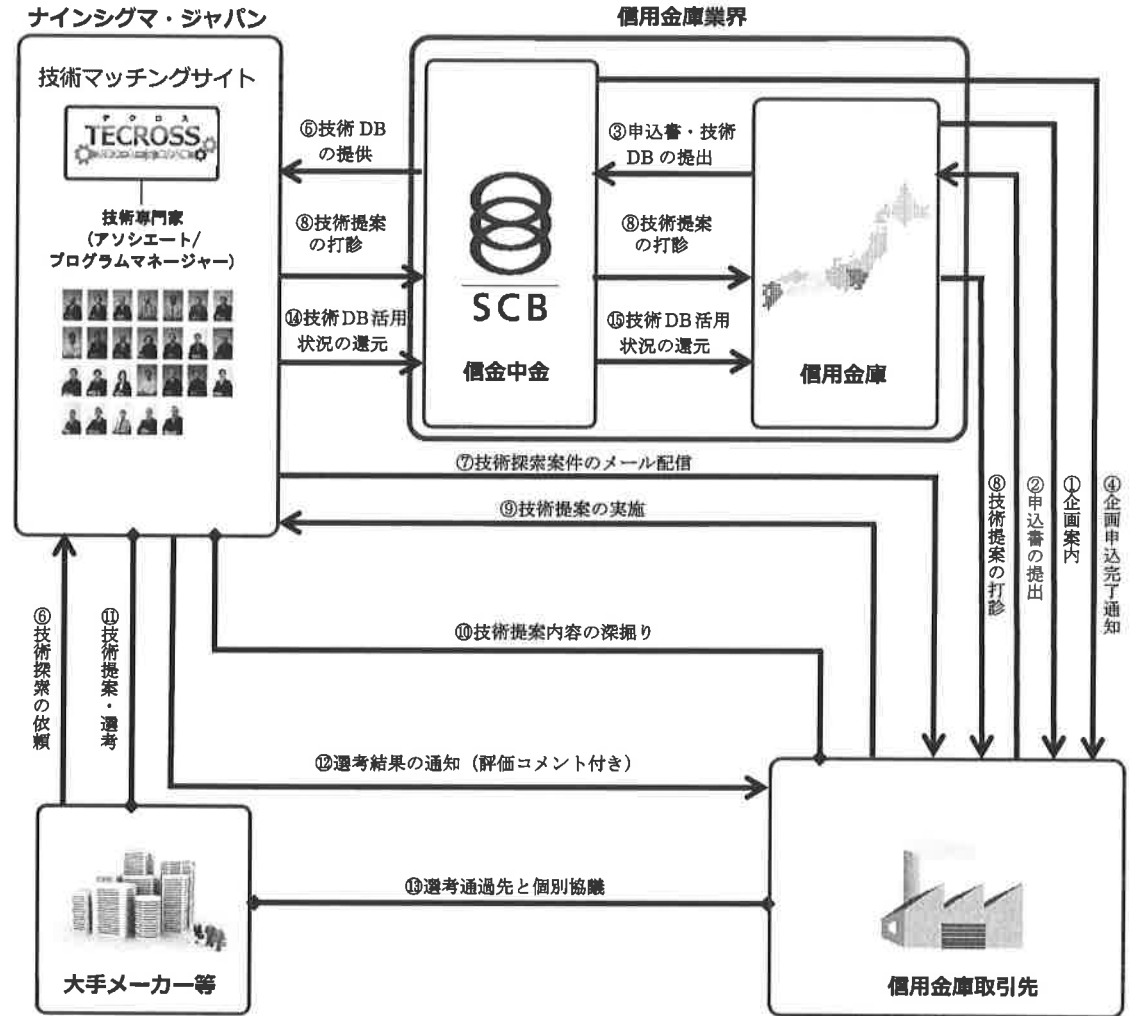 ナインシグマ・ジャパン
信用金庫業界
技術マッチングサイト
テクロス
TECROSS
技術専門家
(アソシエート/
プログラムマネージャー)
⑤技術 DB
の提供
③申込書・技術
DB の提出
⑧技術提案
の打診
⑧技術提案
の打診
⑭技術 DB 活用
状況の還元
⑮技術 DB 活用
状況の還元
SCB
信金中金
信用金庫
⑦技術探索案件のメール配信
⑨技術提案の実施
⑧技術提案の打診
②申込書の提出
①企画案内
④企画申込完了通知
⑥技術探索の依頼
⑪技術提案・選考
⑩技術提案内容の深掘り
⑫選考結果の通知（評価コメント付き）
⑬選考通過先と個別協議
大手メーカー等
信用金庫取引先